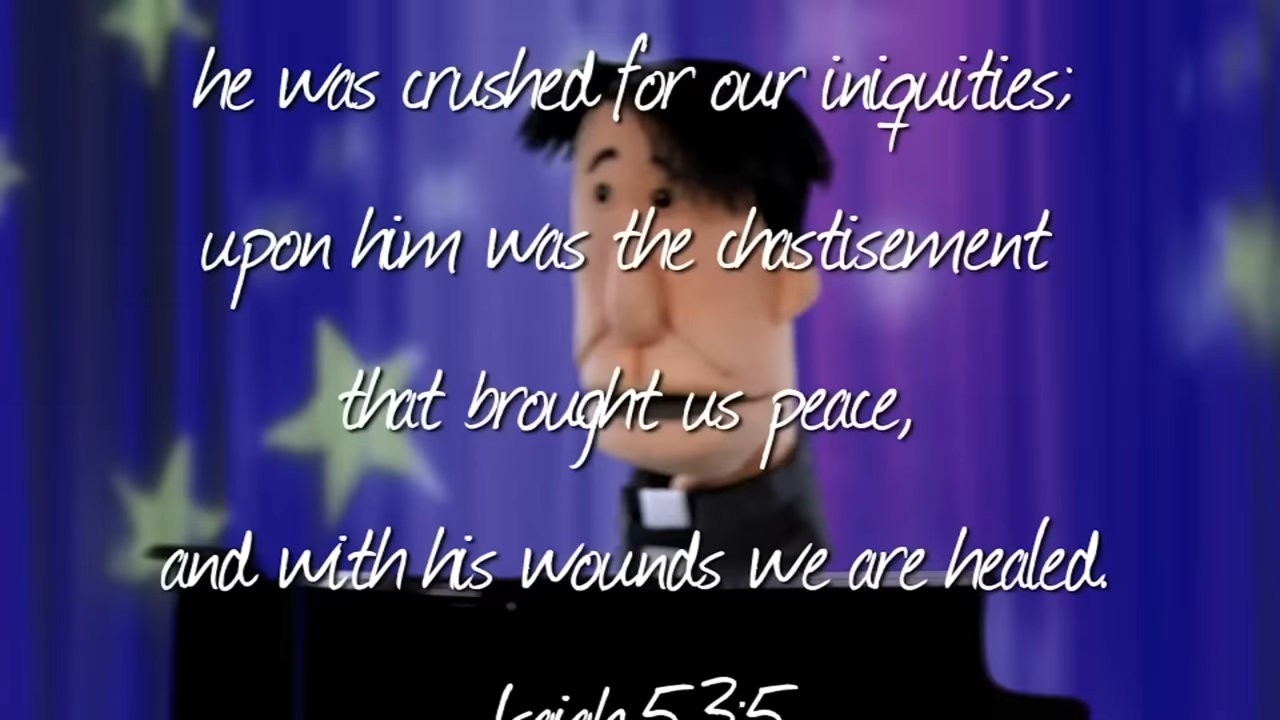 he was crushed for our iniquities;
upon him was the chastisement
that brought us peace,
and with his wounds we are healed.
Isaiah 53:5